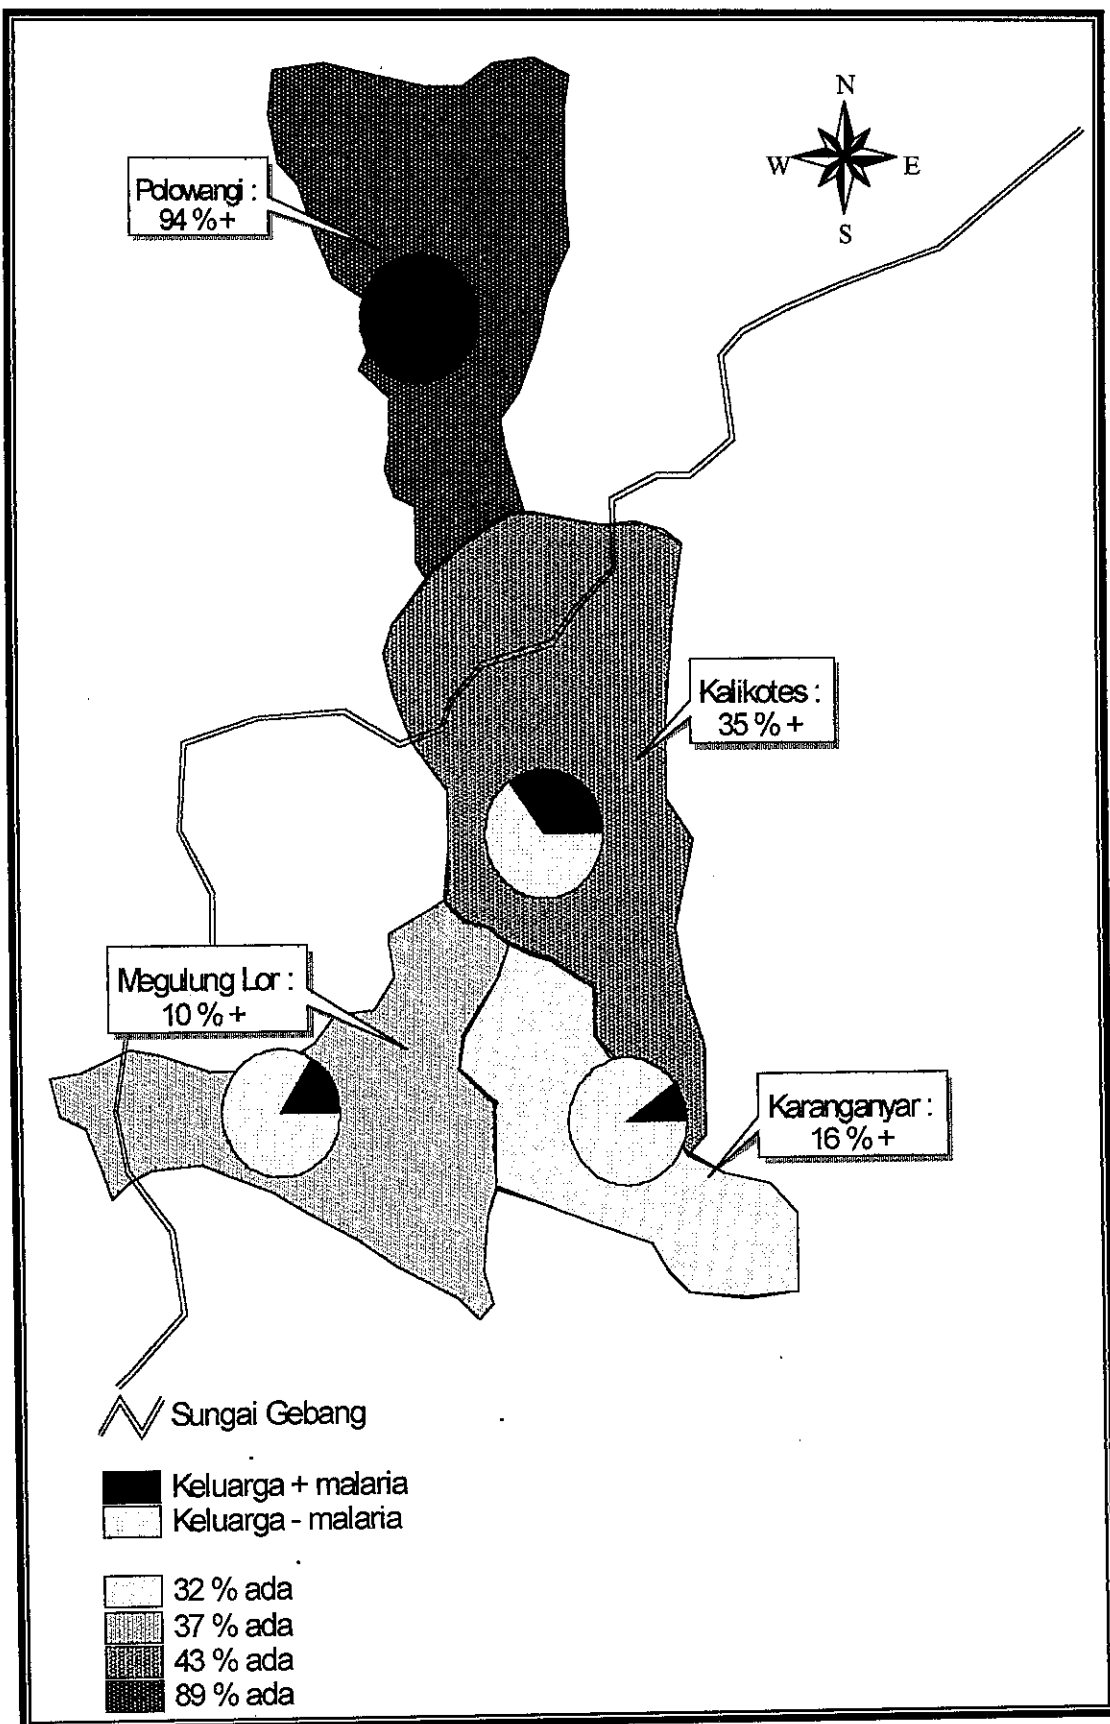 N
W
E
S
Polowangi :
94 % +
Kalikotes :
35 % +
Megulung Lor :
10 % +
Karanganyar :
16 % +
Sungai Gebang
Keluarga + malaria
Keluarga - malaria
32 % ada
37 % ada
43 % ada
89 % ada